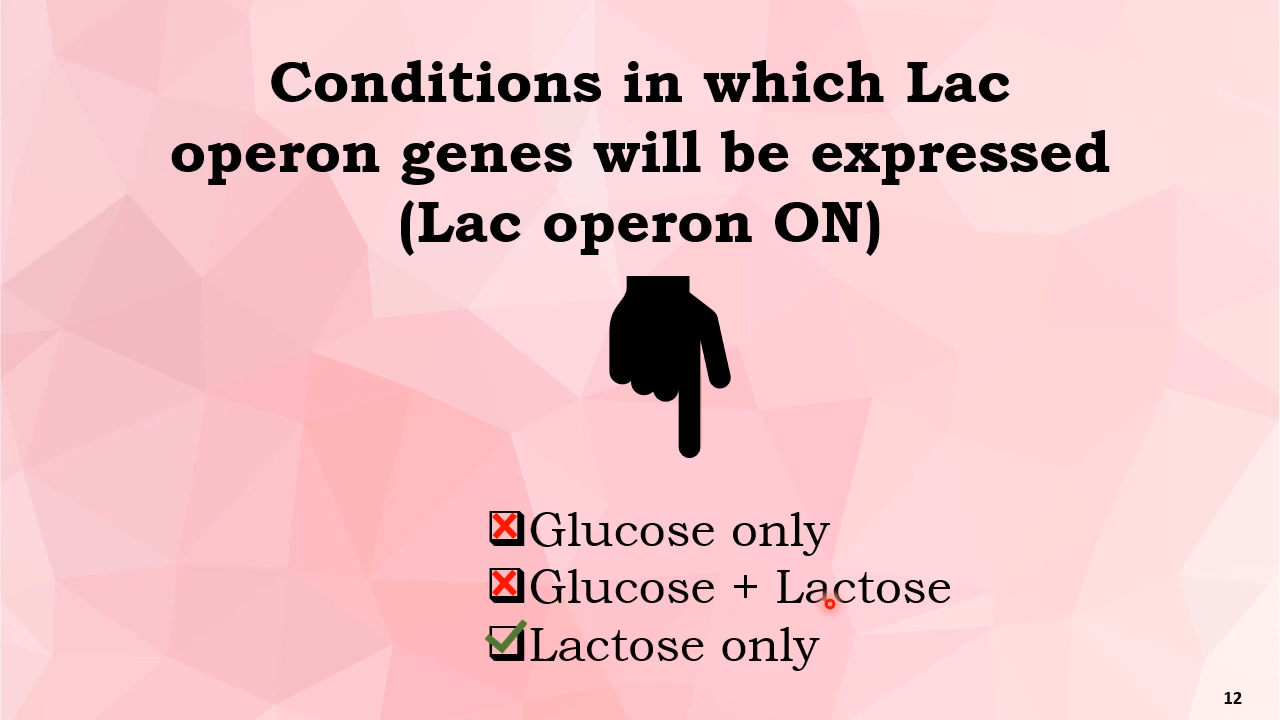 Conditions in which Lac
operon genes will be expressed
(Lac operon ON)
Glucose only
Glucose + Lactose
Lactose only
12